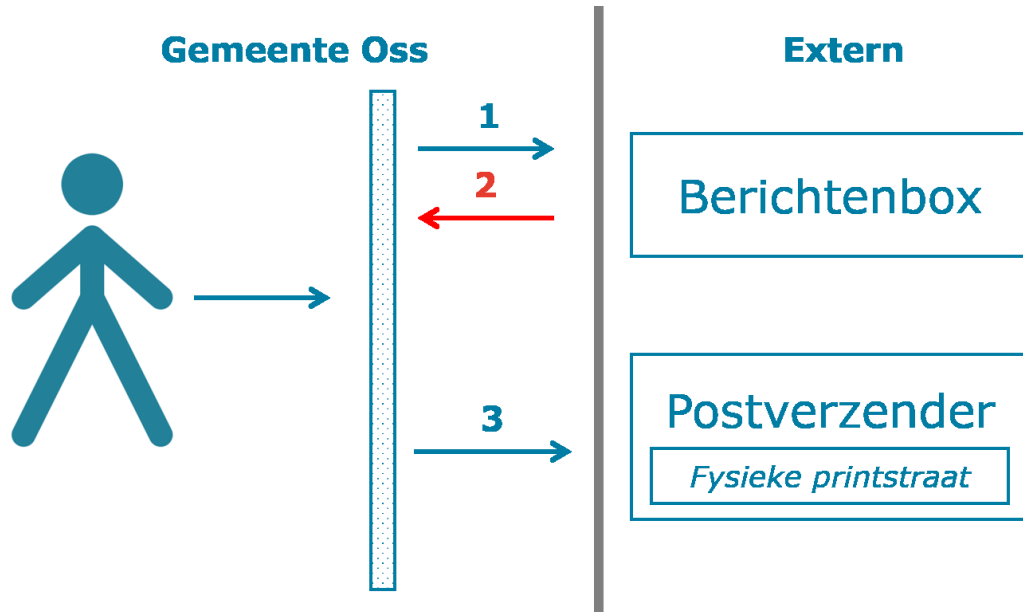 Gemeente Oss
Extern
1
2
3
Berichtenbox
Postverzender
Fysieke printstraat